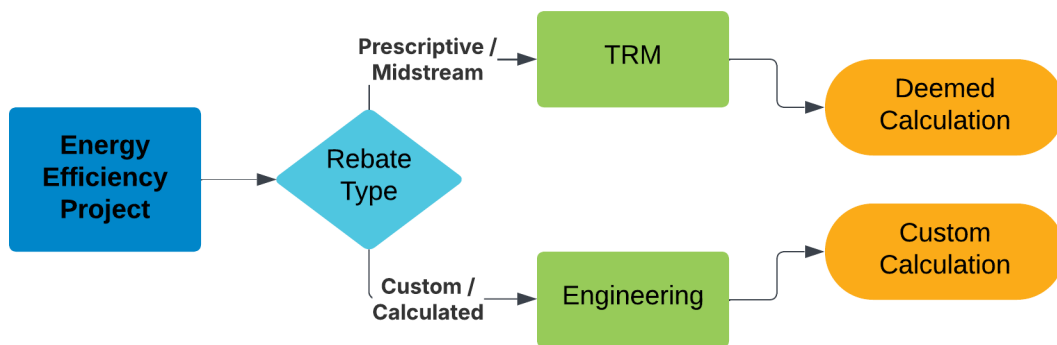 Energy
Efficiency
Project
Rebate
Type
Prescriptive /
Midstream
TRM
Deemed
Calculation
Custom /
Calculated
Engineering
Custom
Calculation